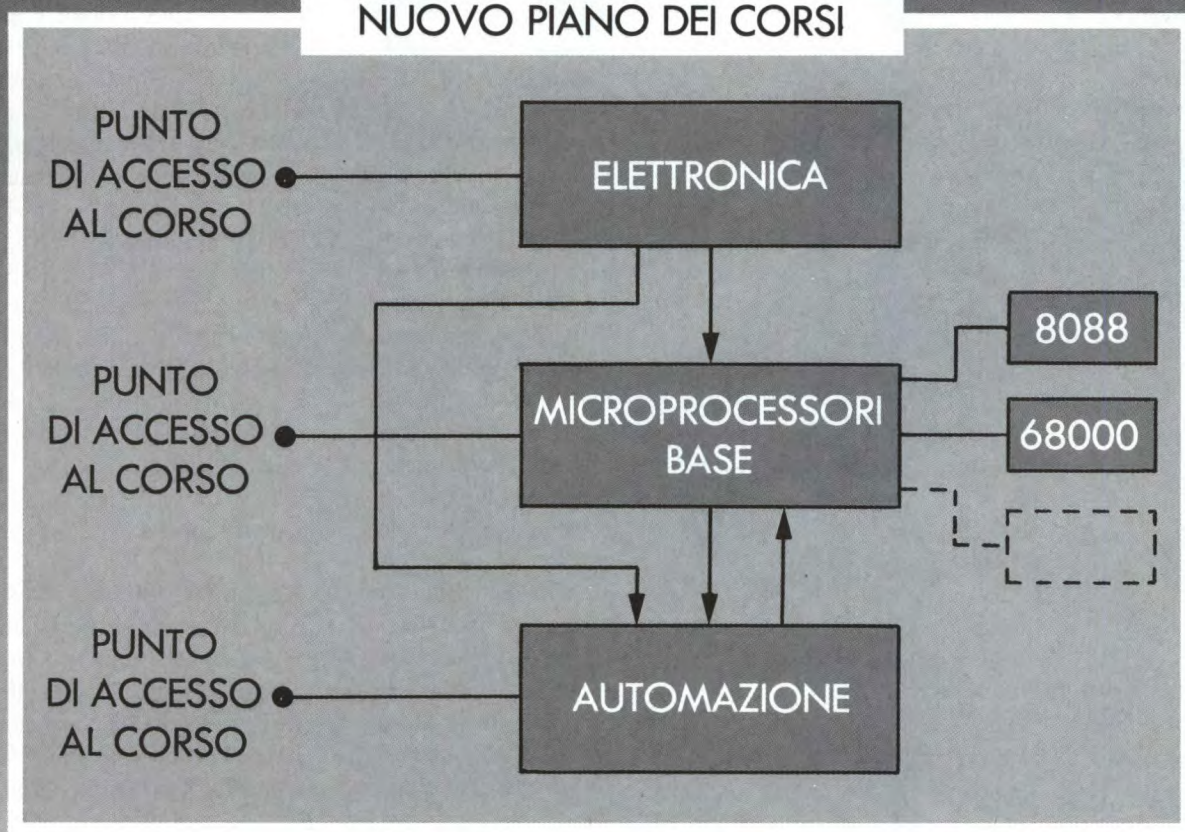 NUOVO PIANO DEI CORSI
PUNTO
DI ACCESSO
AL CORSO
ELETTRONICA
8088
PUNTO
DI ACCESSO
AL CORSO
MICROPROCESSORI
BASE
68000
PUNTO
DI ACCESSO
AL CORSO
AUTOMAZIONE